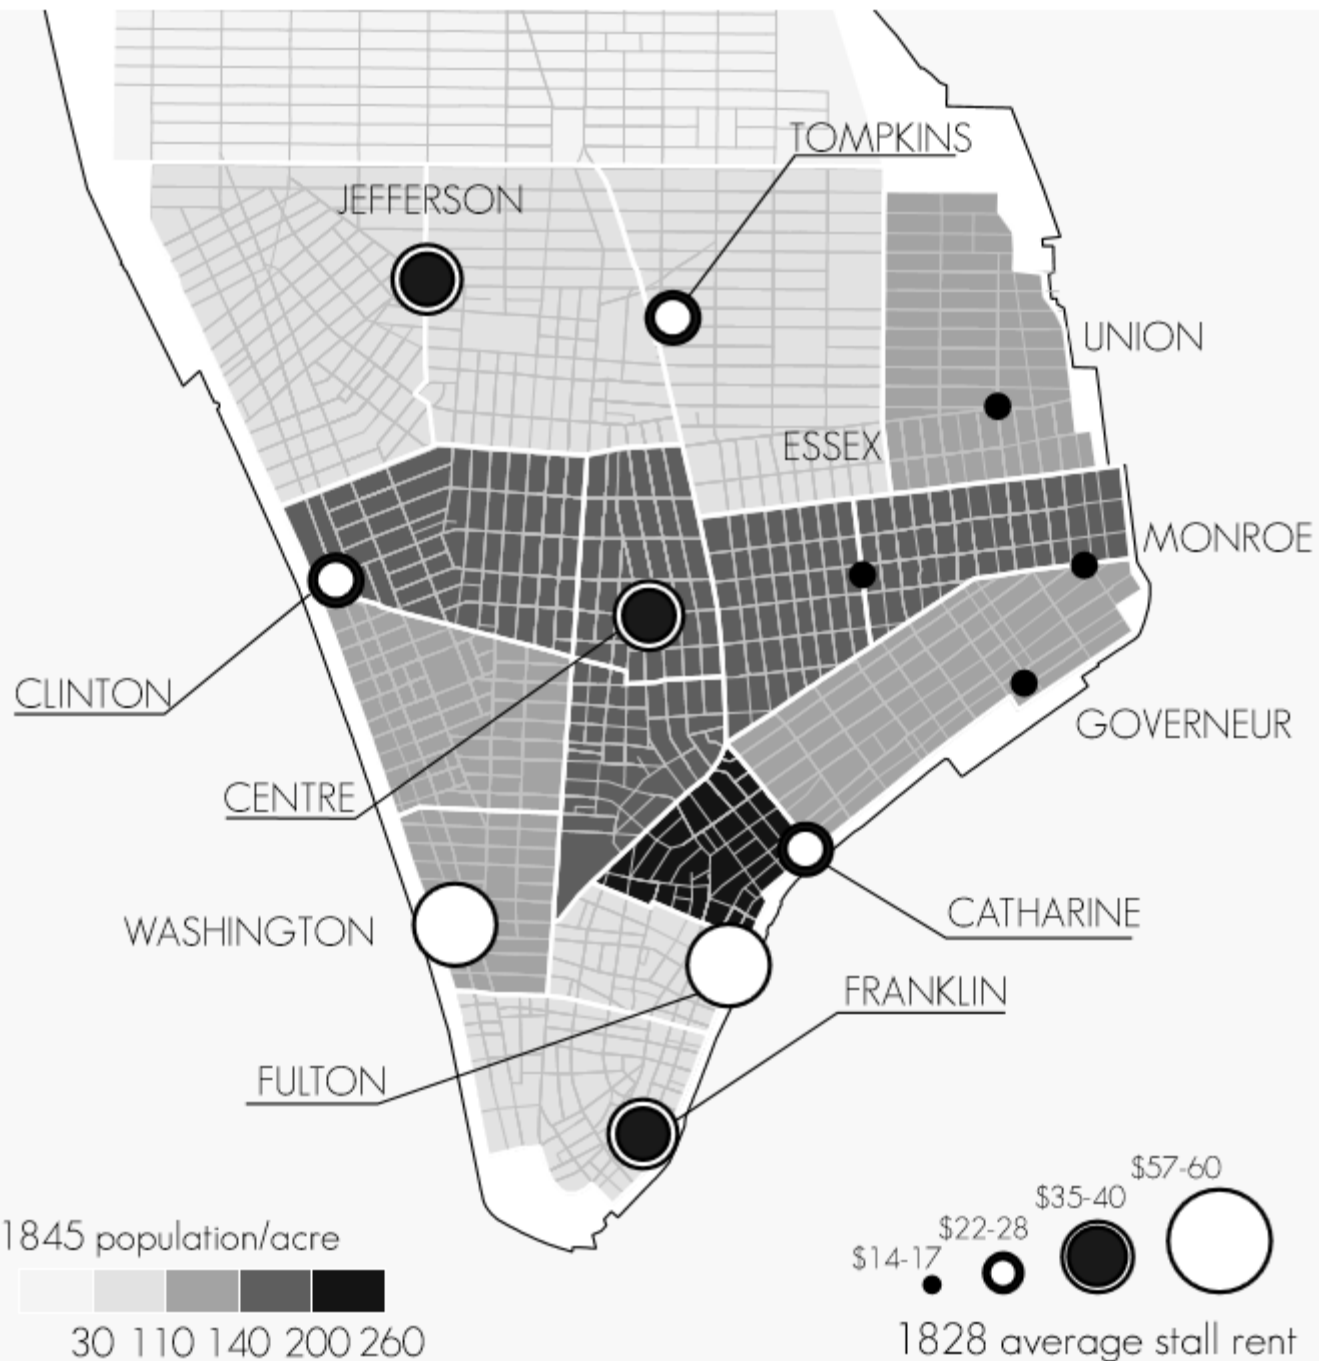 TOMPKINS
JEFFERSON
UNION
ESSEX
MONROE
CLINTON
GOVERNEUR
CENTRE
CATHARINE
WASHINGTON
FRANKLIN
FULTON
1845 population/acre
30 110 140 200 260
$14-17 $22-28 $35-40 $57-60
1828 average stall rent